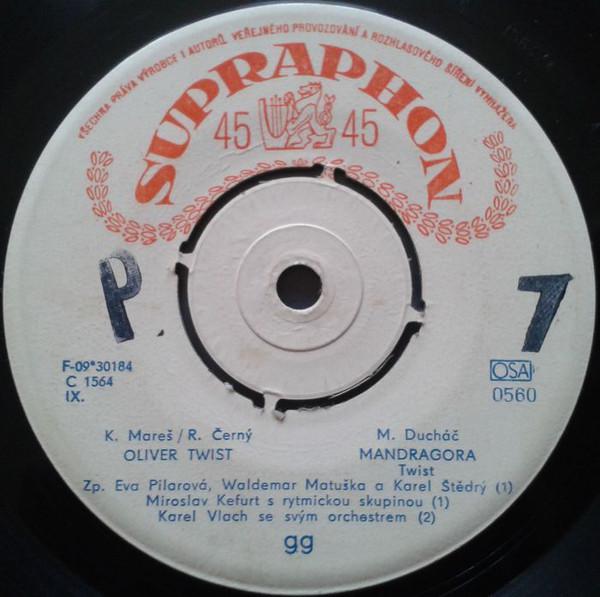 VŠECHNA PRÁVA VÝROBCE I AUTORŮ VEŘEJNÉHO PROVOZOVÁNÍ A ROZHLASOVÉHO ŠÍŘENÍ VYHRAŽENA
SUPRAPHON
45 45
P 7
F-09*30184
C 1564
IX.
OSA
0560
K. Mareš/R. Černý
OLIVER TWIST
M. Ducháč
MANDRAGORA
Twist
Zp. Eva Pilarová, Waldemar Matuška a Karel Štědrý (1)
Miroslav Kefurt s rytmickou skupinou (1)
Karel Vlach se svým orchestrem (2)
gg